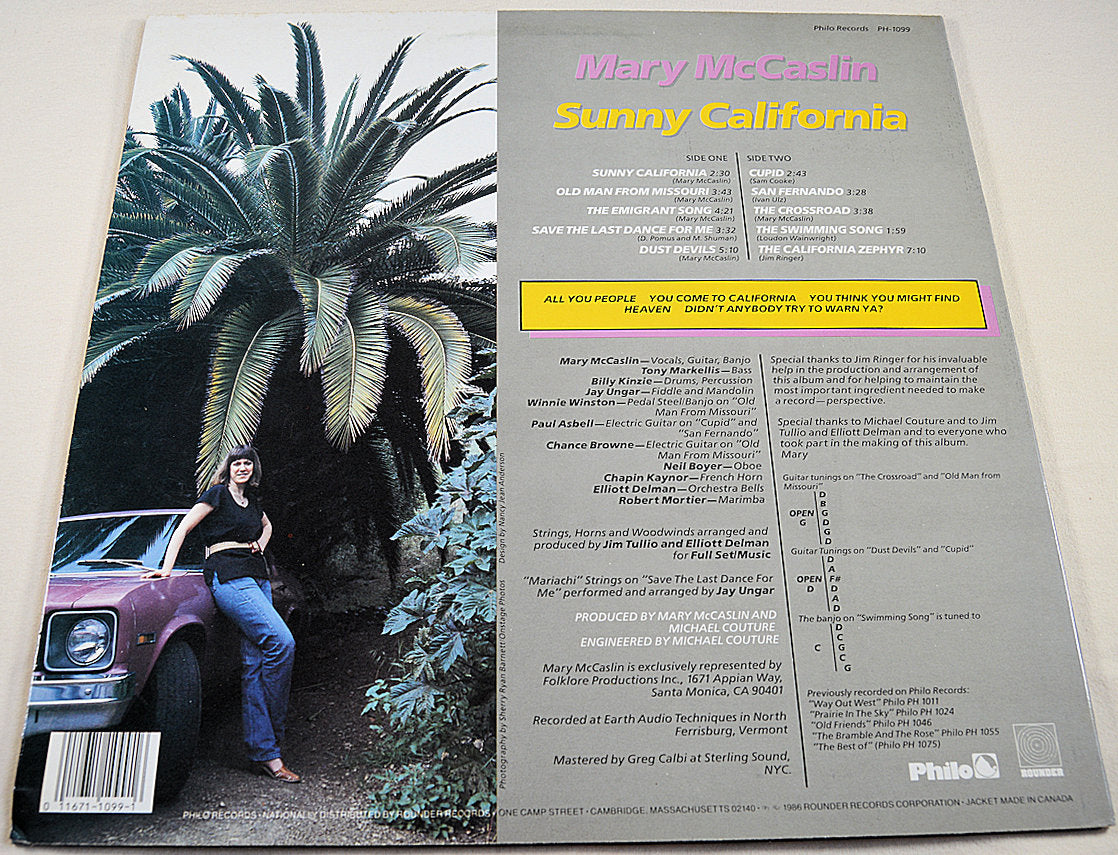 Philo Records PH-1099
Mary McCaslin
Sunny California
SIDE ONE
SUNNY CALIFORNIA 2:30
(Mary McCaslin)
OLD MAN FROM MISSOURI 3:43
(Mary McCaslin)
THE EMIGRANT SONG 4:21
(Mary McCaslin)
SAVE THE LAST DANCE FOR ME 3:32
(D. Pomus and M. Shuman)
DUST DEVILS 5:10
(Mary McCaslin)
SIDE TWO
CUPID 2:43
(Sam Cooke)
SAN FERNANDO 3:28
(Ivan Ulz)
THE CROSSROAD 3:38
(Mary McCaslin)
THE SWIMMING SONG 1:59
(Loudon Wainwright)
THE CALIFORNIA ZEPHYR 7:10
(Jim Ringer)
ALL YOU PEOPLE YOU COME TO CALIFORNIA YOU THINK YOU MIGHT FIND
HEAVEN DIDN'T ANYBODY TRY TO WARN YA?
Mary McCaslin—Vocals, Guitar, Banjo
Tony Markellis—Bass
Billy Kinzie—Drums, Percussion
Jay Ungar—Fiddle and Mandolin
Winnie Winston—Pedal Steel/Banjo on "Old
Man From Missouri"
Paul Asbell—Electric Guitar on "Cupid" and
"San Fernando"
Chance Browne—Electric Guitar on "Old
Man From Missouri"
Neil Boyer—Oboe
Chapin Kaynor—French Horn
Elliott Delman—Orchestra Bells
Robert Mortier—Marimba
Strings, Horns and Woodwinds arranged and
produced by Jim Tullio and Elliott Delman
for Full Set/Music
"Mariachi" Strings on "Save The Last Dance For
Me" performed and arranged by Jay Ungar
PRODUCED BY MARY McCASLIN AND
MICHAEL COUTURE
ENGINEERED BY MICHAEL COUTURE
Mary McCaslin is exclusively represented by
Folklore Productions Inc., 1671 Appian Way,
Santa Monica, CA 90401
Recorded at Earth Audio Techniques in North
Ferrisburg, Vermont
Mastered by Greg Calbi at Sterling Sound,
NYC.
Special thanks to Jim Ringer for his invaluable
help in the production and arrangement of
this album and for helping to maintain the
most important ingredient needed to make
a record—perspective.
Special thanks to Michael Couture and to Jim
Tullio and Elliott Delman and to everyone who
took part in the making of this album.
Mary
Guitar tunings on "The Crossroad" and "Old Man from
Missouri"
OPEN
G
D
B
G
D
G
D
Guitar Tunings on "Dust Devils" and "Cupid"
OPEN
D
D
A
F#
D
A
D
The banjo on "Swimming Song" is tuned to
C
D
C
G
C
G
Previously recorded on Philo Records:
"Way Out West" Philo PH 1011
"Prairie In The Sky" Philo PH 1024
"Old Friends" Philo PH 1046
"The Bramble And The Rose" Philo PH 1055
"The Best of" (Philo PH 1075)
Philo
ROUNDER
Photography by Sherry Ryan Barnett/Onstage Photos Design by Nancy Jean Anderson
0 11671-1099-1
PHILO RECORDS • NATIONALLY DISTRIBUTED BY ROUNDER RECORDS • ONE CAMP STREET • CAMBRIDGE, MASSACHUSETTS 02140 • ℗ © 1986 ROUNDER RECORDS CORPORATION • JACKET MADE IN CANADA